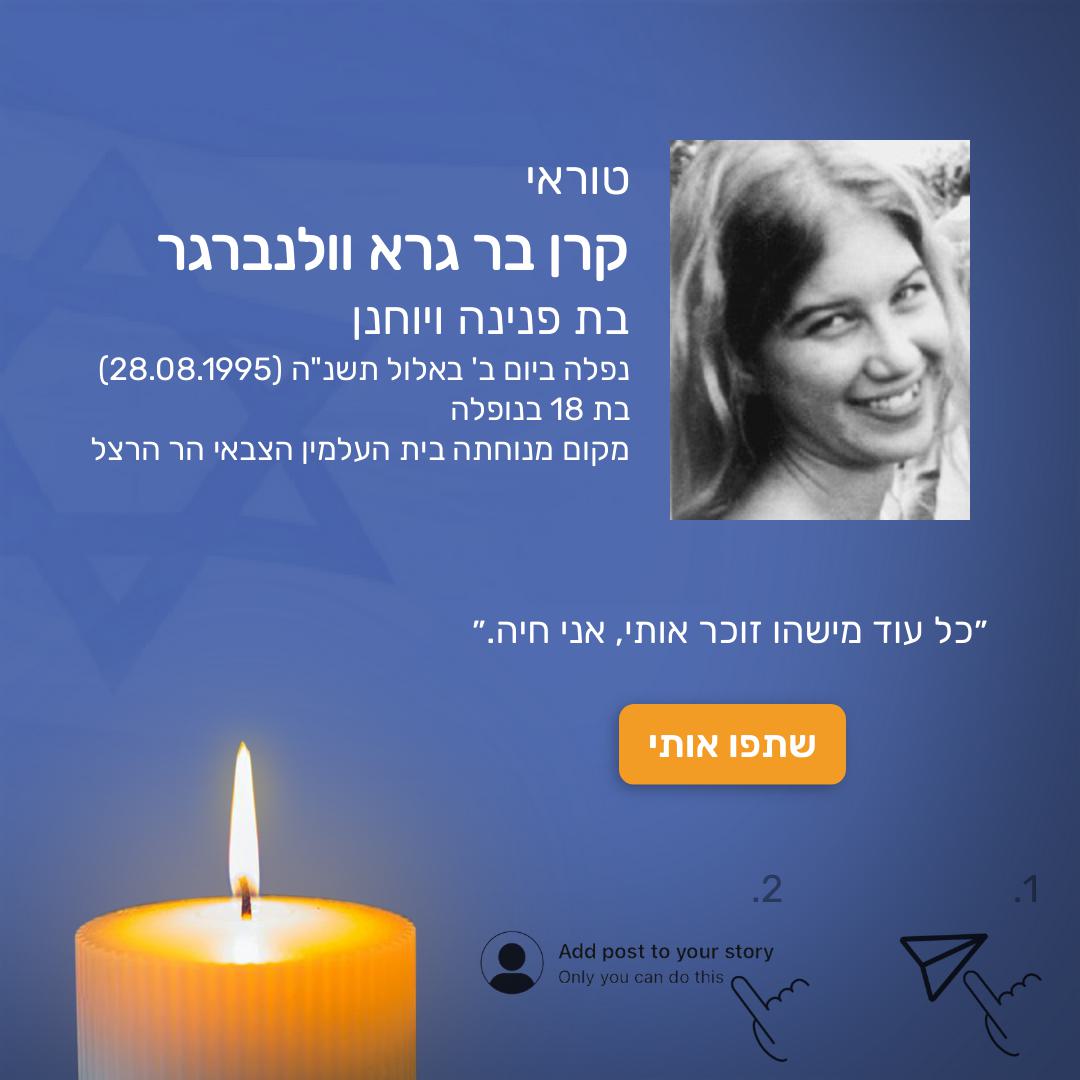 טוראי
קרן בר גרא וולנברגר
בת פנינה ויוחנן
נפלה ביום ב' באלול תשנ"ה (28.08.1995)
בת 18 בנופלה
מקום מנוחתה בית העלמין הצבאי הר הרצל
״כל עוד מישהו זוכר אותי, אני חיה.״
שתפו אותי
.1
.2
Add post to your story
Only you can do this